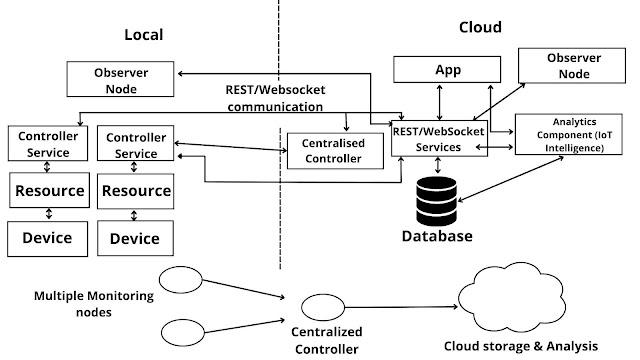 Local
Cloud
Observer
Node
App
Observer
Node
REST/Websocket
communication
Controller
Service
Controller
Service
Centralised
Controller
REST/WebSocket
Services
Analytics
Component (IoT
Intelligence)
Resource
Resource
Device
Device
Database
Multiple Monitoring
nodes
Centralized
Controller
Cloud storage & Analysis